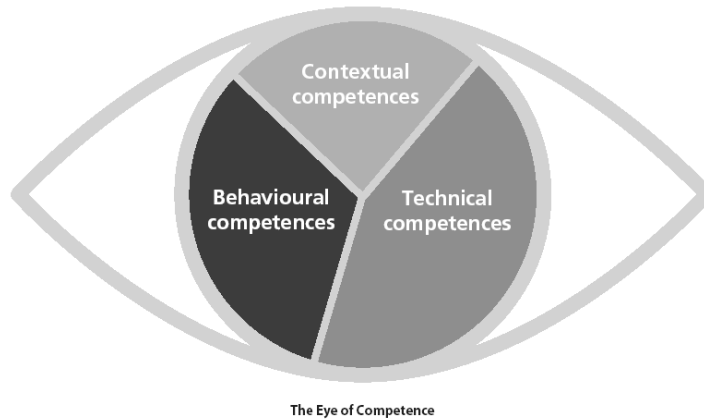 Contextual
competences
Behavioural
competences
Technical
competences
The Eye of Competence